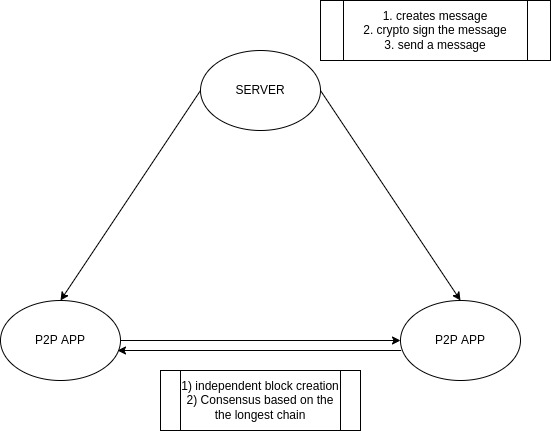 1. creates message
2. crypto sign the message
3. send a message
SERVER
P2P APP
P2P APP
1) independent block creation
2) Consensus based on the
the longest chain